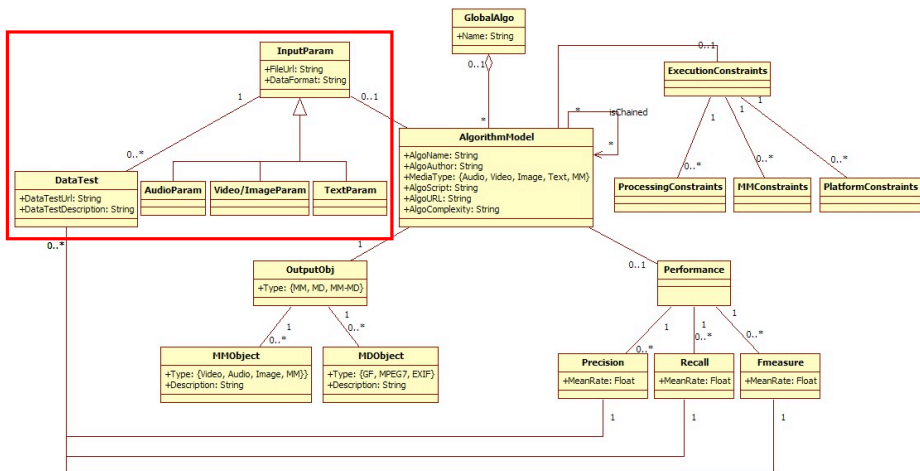 GlobalAlgo
+Name: String
0..1
*
InputParam
+FileUrl: String
+DataFormat: String
1
0..1
0..*
DataTest
+DataTestUrl: String
+DataTestDescription: String
0..*
AudioParam
Video/ImageParam
TextParam
AlgorithmModel
+AlgoName: String
+AlgoAuthor: String
+MediaType: {Audio, Video, Image, Text, MM}
+AlgoScript: String
+AlgoURL: String
+AlgoComplexity: String
*
isChained
*
0..1
ExecutionConstraints
1
1
1
0..*
0..*
0..*
ProcessingConstraints
MMConstraints
PlatformConstraints
1
0..1
OutputObj
+Type: {MM, MD, MM-MD}
1
1
0..*
0..*
MMObject
+Type: {Video, Audio, Image, MM}}
+Description: String
MDObject
+Type: {GF, MPEG7, EXIF}
+Description: String
Performance
1
1
1
0..*
0..*
0..*
Precision
+MeanRate: Float
Recall
+MeanRate: Float
Fmeasure
+MeanRate: Float
1
1
1